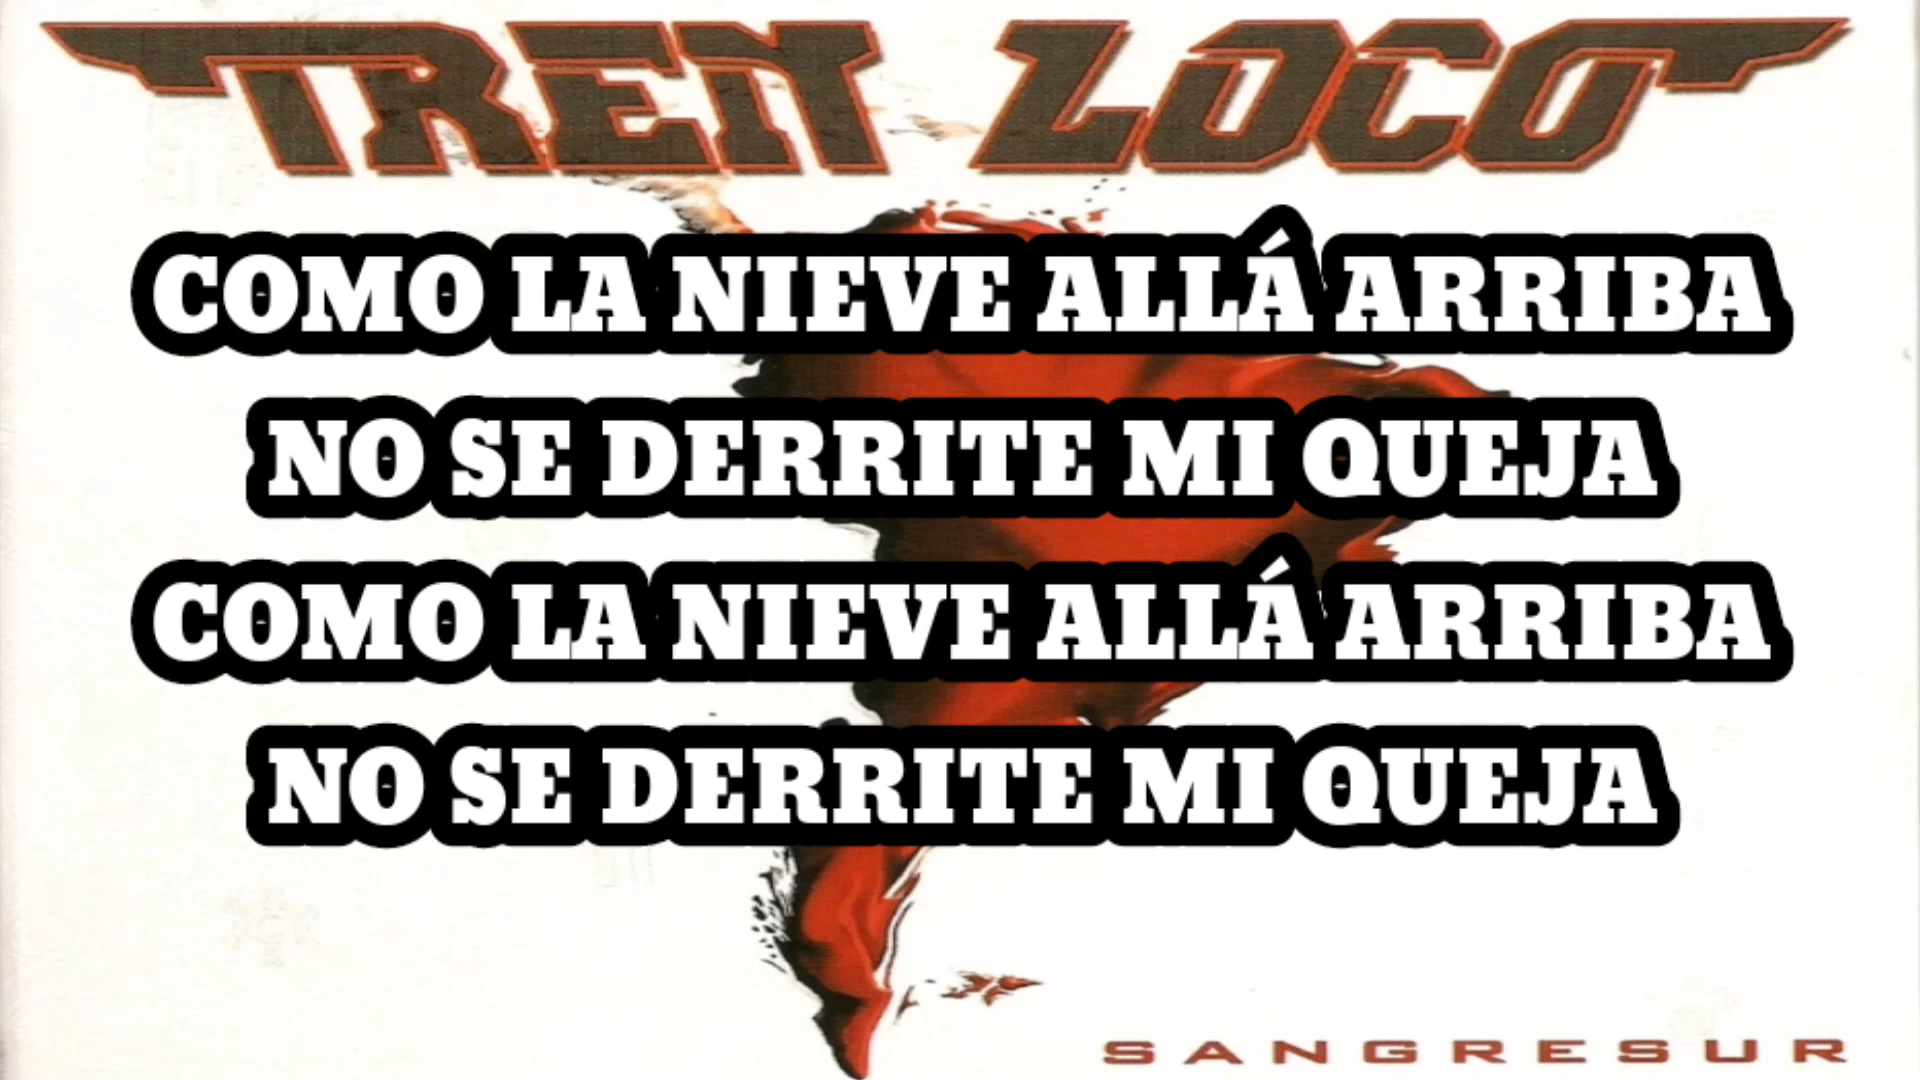 TREN LOCO
COMO LA NIEVE ALLÁ ARRIBA
NO SE DERRITE MI QUEJA
COMO LA NIEVE ALLÁ ARRIBA
NO SE DERRITE MI QUEJA
SANGRESUR